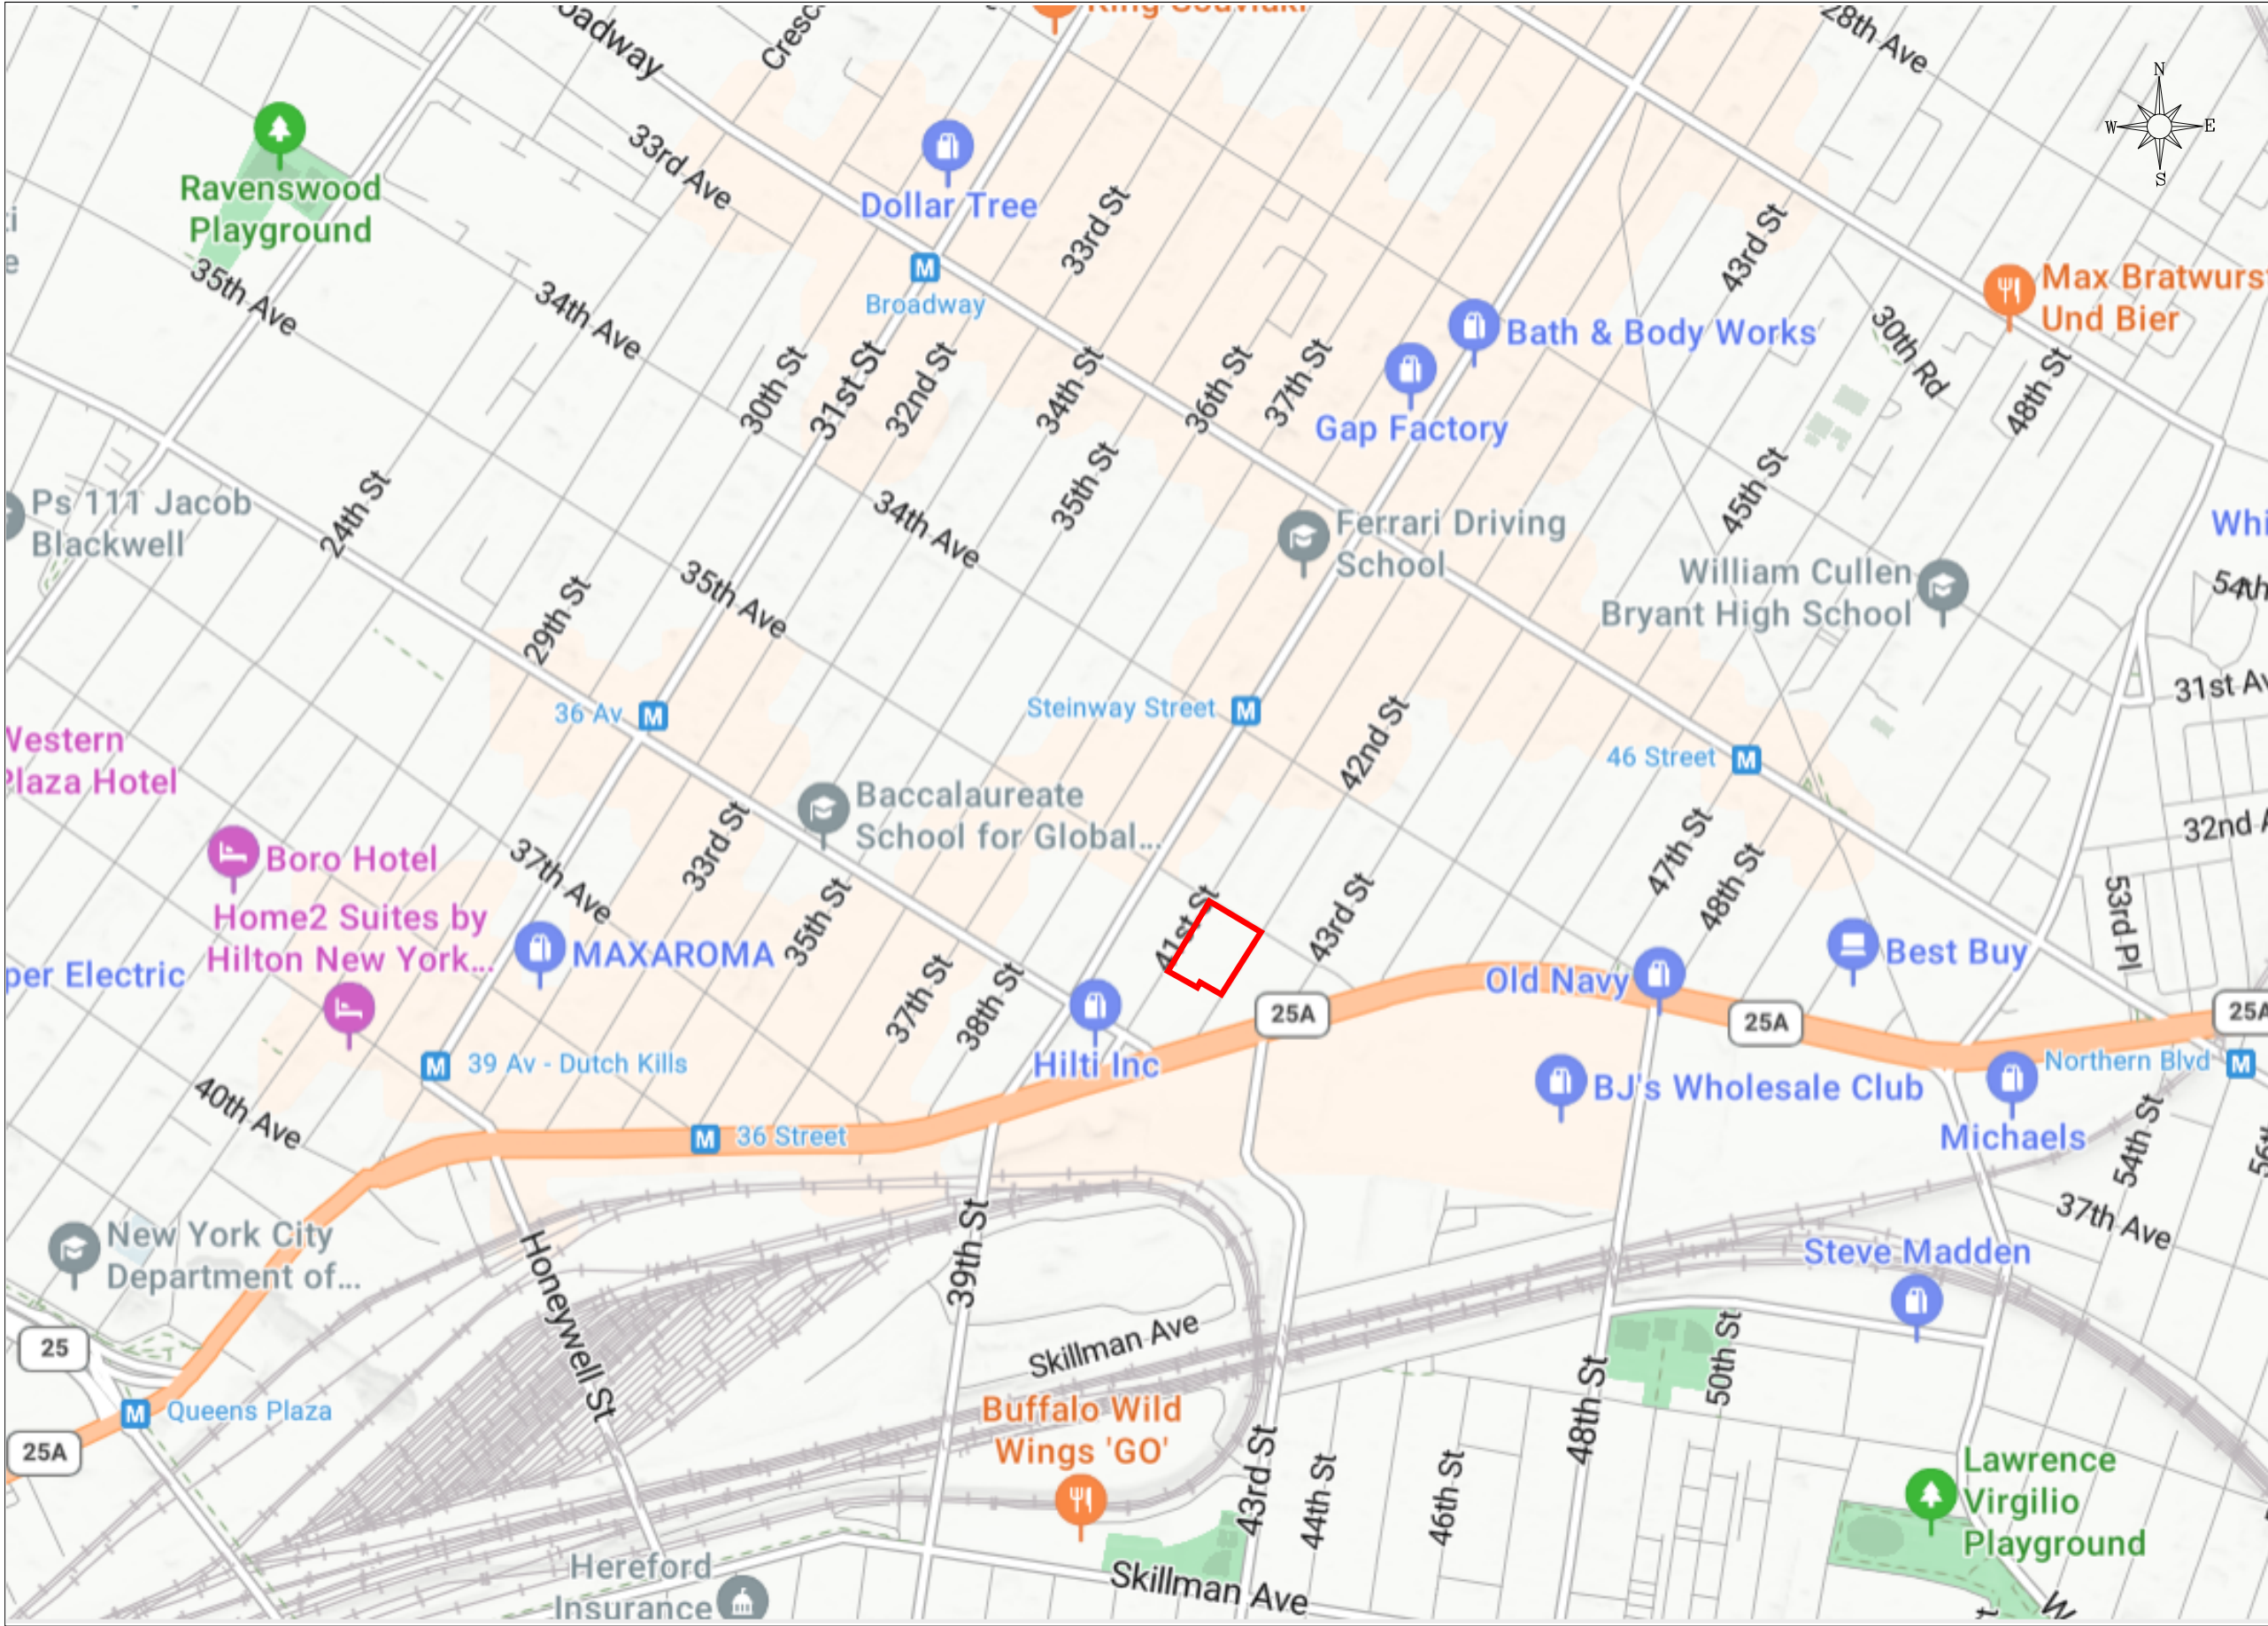 King Souvlaki
28th Ave
N
W
E
S
33rd Ave
Ravenswood
Playground
Dollar Tree
33rd St
43rd St
35th Ave
34th Ave
Broadway
Max Bratwurs
Und Bier
30th Rd
Bath & Body Works
30th St
31st St
32nd St
34th St
36th St
37th St
Gap Factory
48th St
24th St
Ps 111 Jacob
Blackwell
34th Ave
35th St
45th St
Ferrari Driving
School
Whi
William Cullen
Bryant High School
54th
29th St
35th Ave
31st Av
36 Av
Steinway Street
42nd St
46 Street
Western
Plaza Hotel
Baccalaureate
School for Global...
33rd St
47th St
48th St
32nd A
Boro Hotel
37th Ave
35th St
41st St
43rd St
53rd Pl
Home2 Suites by
Hilton New York...
MAXAROMA
per Electric
37th St
38th St
Old Navy
Best Buy
25A
25A
25A
Hilti Inc
39 Av - Dutch Kills
BJ's Wholesale Club
Northern Blvd
40th Ave
36 Street
Michaels
54th St
56t
37th Ave
New York City
Department of...
Honeywell St
39th St
Steve Madden
25
Skillman Ave
50th St
48th St
Queens Plaza
25A
Buffalo Wild
Wings 'GO'
43rd St
44th St
46th St
Lawrence
Virgilio
Playground
Hereford
Insurance
Skillman Ave